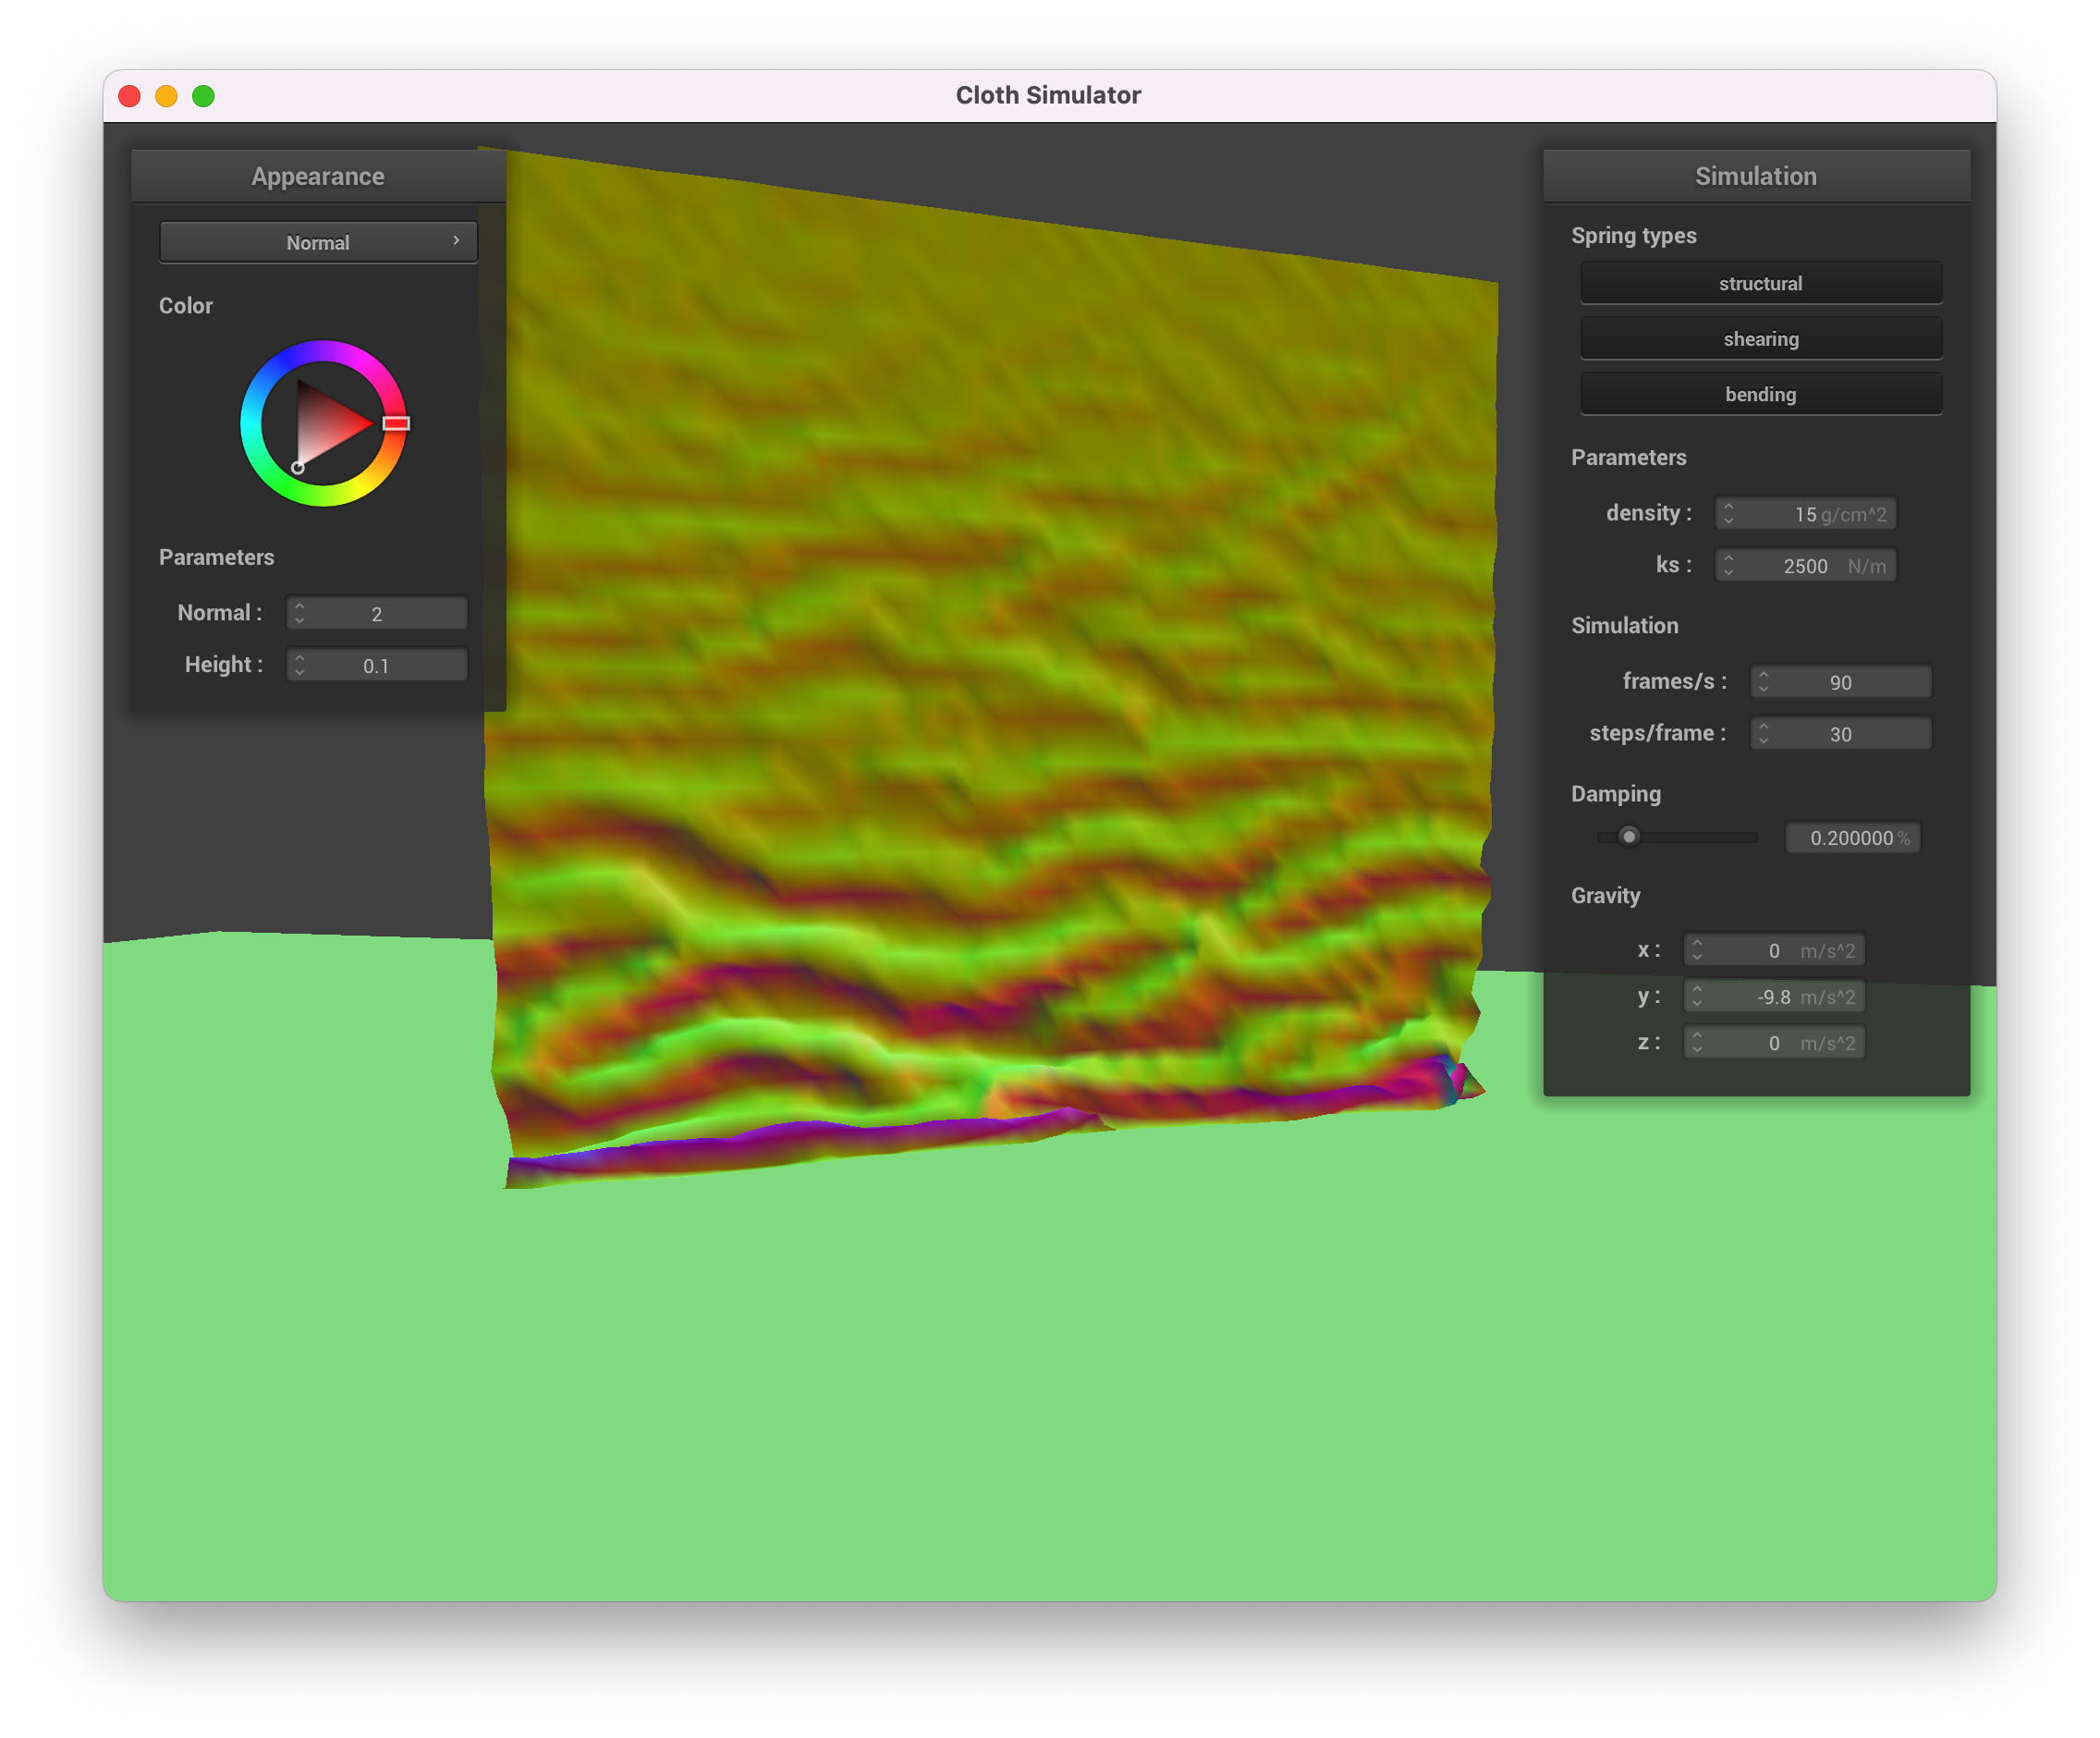 Cloth Simulator
Appearance
Normal
Color
Parameters
Normal : 2
Height : 0.1
Simulation
Spring types
structural
shearing
bending
Parameters
density : 15 g/cm^2
ks : 2500 N/m
Simulation
frames/s : 90
steps/frame : 30
Damping
0.200000 %
Gravity
x : 0 m/s^2
y : -9.8 m/s^2
z : 0 m/s^2